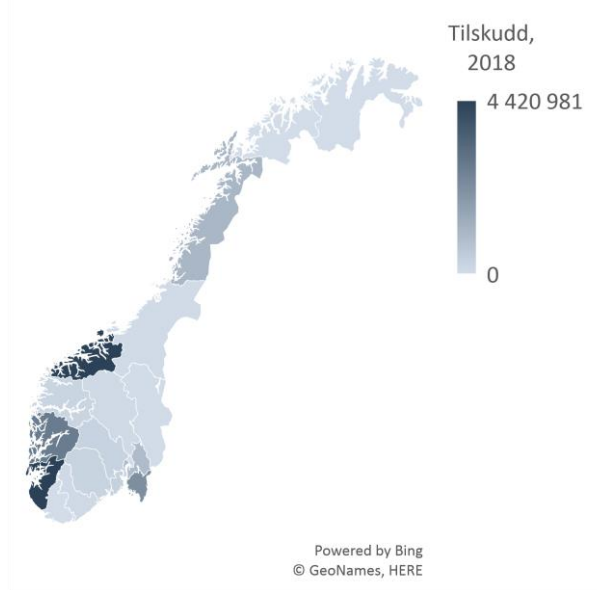 Tilskudd,
2018
4 420 981
0
Powered by Bing
© GeoNames, HERE